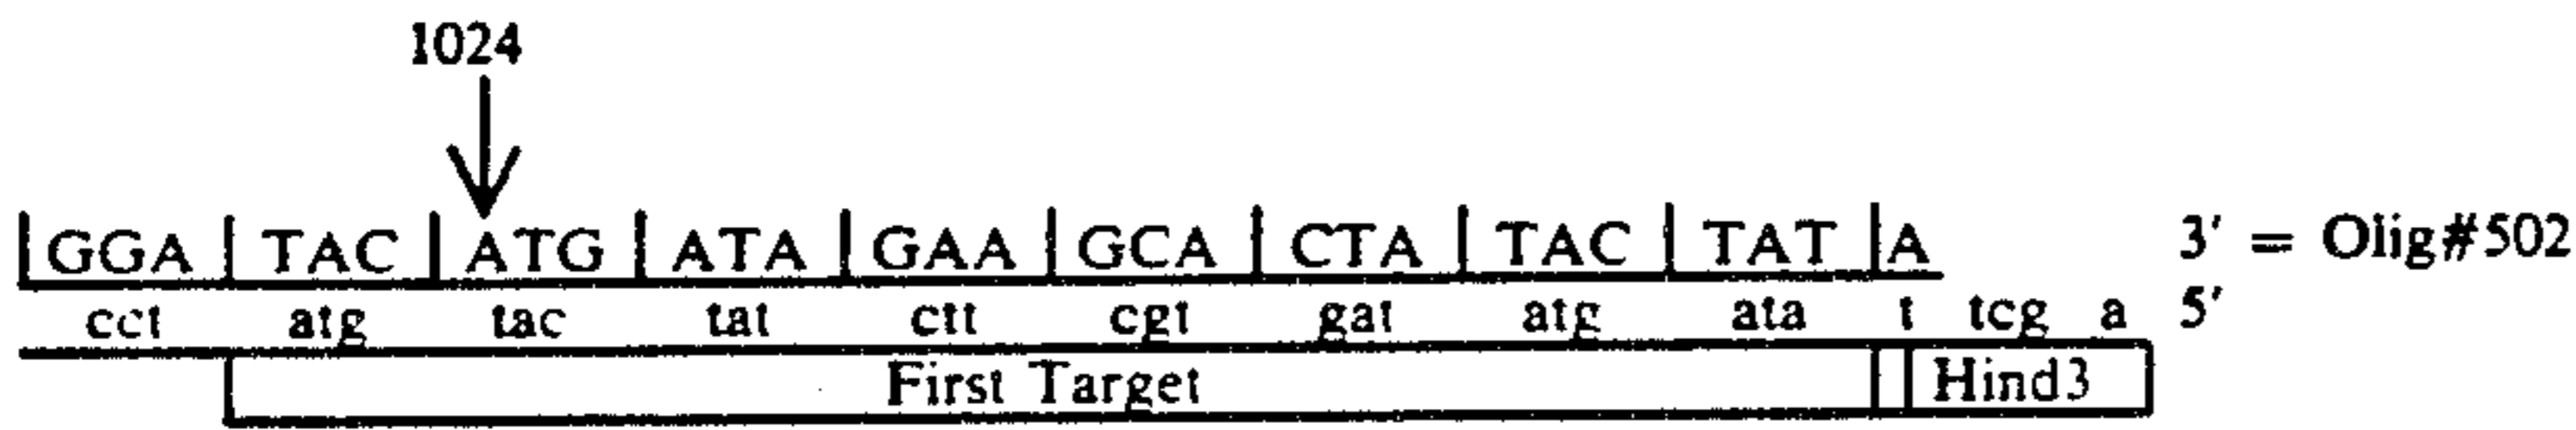 1024
| GGA | TAC | ATG | ATA | GAA | GCA | CTA | TAC | TAT | A 3′ = Olig#502
cct atg tac tat ctt cgt gat atg ata t tcg a 5′
First Target Hind3